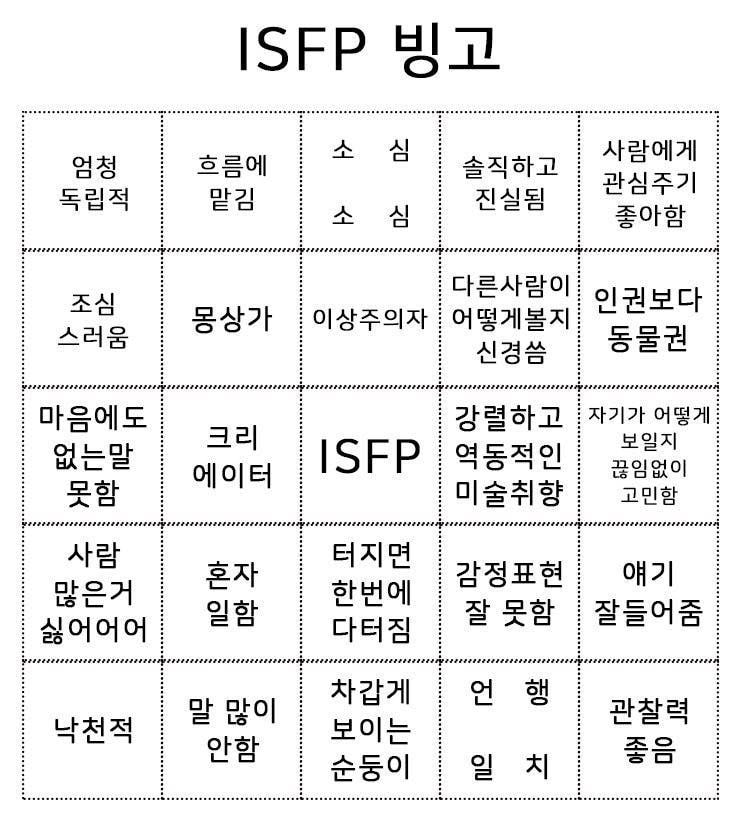 ISFP 빙고
엄청
독립적
흐름에
맡김
소 심
소 심
솔직하고
진실됨
사람에게
관심주기
좋아함
조심
스러움
몽상가
이상주의자
다른사람이
어떻게볼지
신경씀
인권보다
동물권
마음에도
없는말
못함
크리
에이터
ISFP
강렬하고
역동적인
미술취향
자기가 어떻게
보일지
끊임없이
고민함
사람
많은거
싫어어어
혼자
일함
터지면
한번에
다터짐
감정표현
잘 못함
얘기
잘들어줌
낙천적
말 많이
안함
차갑게
보이는
순둥이
언 행
일 치
관찰력
좋음